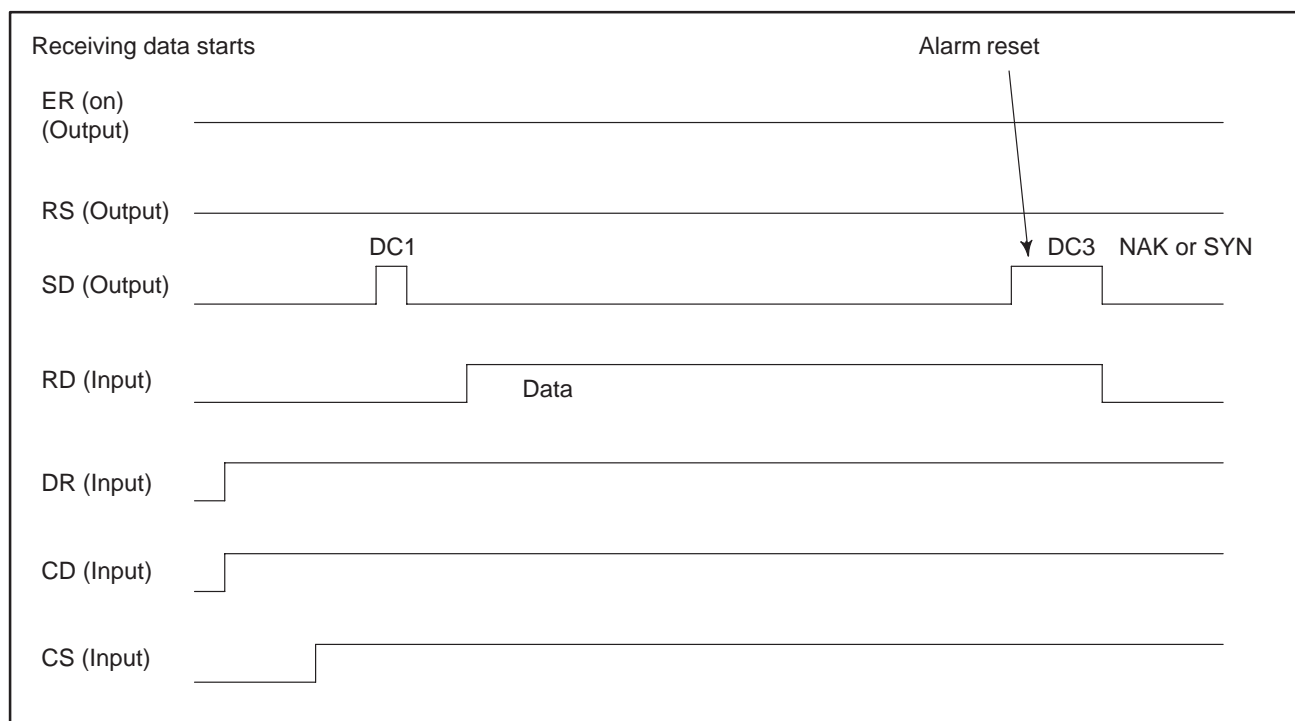 Receiving data starts
Alarm reset
ER (on)
(Output)
RS (Output)
DC1
DC3
NAK or SYN
SD (Output)
RD (Input)
Data
DR (Input)
CD (Input)
CS (Input)